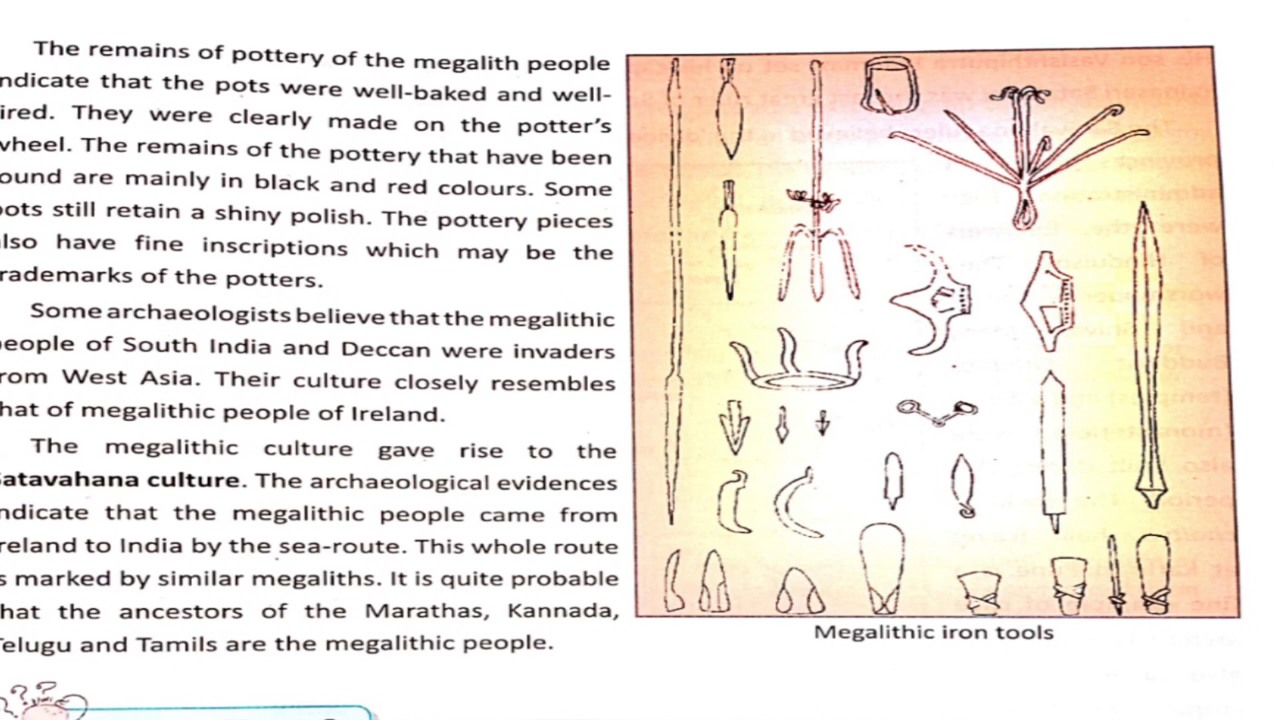 The remains of pottery of the megalith people
ndicate that the pots were well-baked and well-
ired. They were clearly made on the potter's
wheel. The remains of the pottery that have been
ound are mainly in black and red colours. Some
pots still retain a shiny polish. The pottery pieces
also have fine inscriptions which may be the
rademarks of the potters.
Some archaeologists believe that the megalithic
people of South India and Deccan were invaders
rom West Asia. Their culture closely resembles
hat of megalithic people of Ireland.
The megalithic culture gave rise to the
Satavahana culture. The archaeological evidences
ndicate that the megalithic people came from
reland to India by the sea-route. This whole route
s marked by similar megaliths. It is quite probable
hat the ancestors of the Marathas, Kannada,
Telugu and Tamils are the megalithic people.
Megalithic iron tools
? ? ?